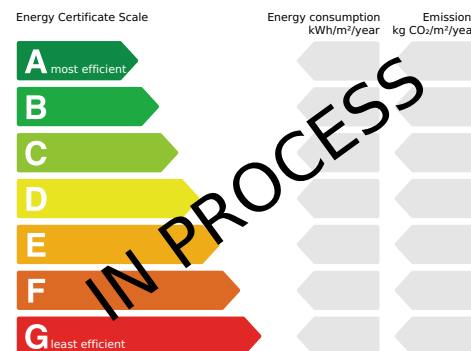 Energy Certificate Scale
Energy consumption
kWh/m²/year
Emission
kg CO₂/m²/year
A most efficient
B
C
D
E
F
G least efficient
IN PROCESS